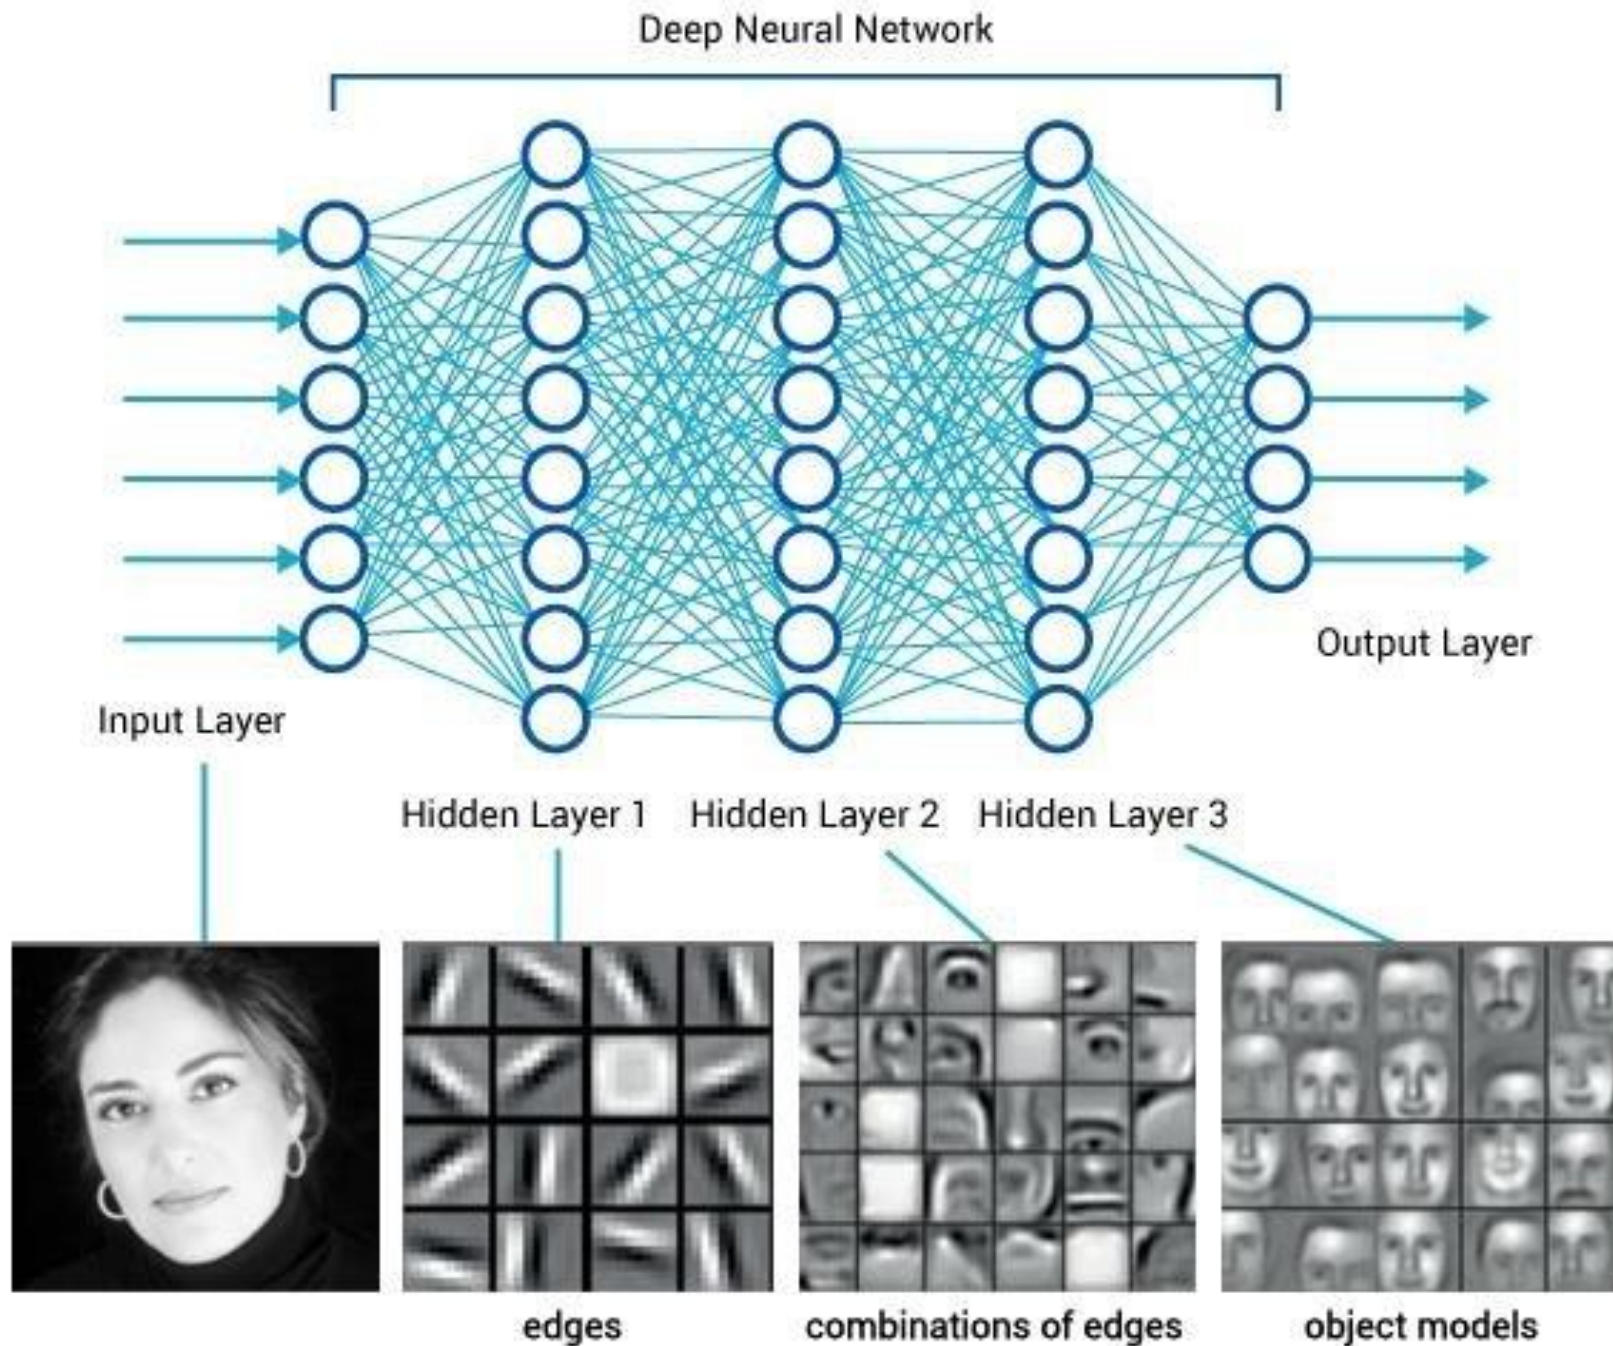 Deep Neural Network
Output Layer
Input Layer
Hidden Layer 1
Hidden Layer 2
Hidden Layer 3
edges
combinations of edges
object models